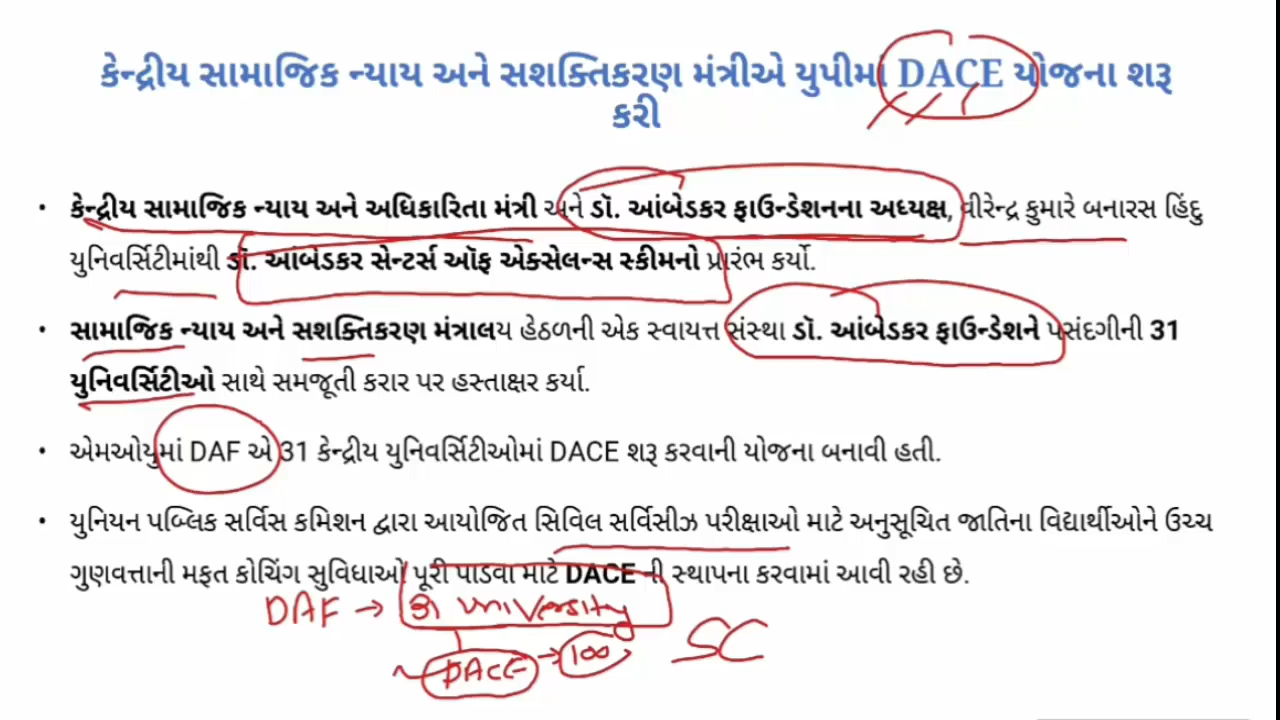 કેન્દ્રીય સામાજિક ન્યાય અને સશક્તિકરણ મંત્રીએ યુપીમાં DACE યોજના શરૂ
કરી
• કેન્દ્રીય સામાજિક ન્યાય અને અધિકારિતા મંત્રી અને ડૉ. આંબેડકર ફાઉન્ડેશનના અધ્યક્ષ, વીરેન્દ્ર કુમારે બનારસ હિંદુ
યુનિવર્સિટીમાંથી ડૉ. આંબેડકર સેન્ટર્સ ઑફ એક્સેલન્સ સ્કીમનો પ્રારંભ કર્યો.
• સામાજિક ન્યાય અને સશક્તિકરણ મંત્રાલય હેઠળની એક સ્વાયત્ત સંસ્થા ડૉ. આંબેડકર ફાઉન્ડેશને પસંદગીની 31
યુનિવર્સિટીઓ સાથે સમજૂતી કરાર પર હસ્તાક્ષર કર્યા.
• એમઓયુમાં DAF એ 31 કેન્દ્રીય યુનિવર્સિટીઓમાં DACE શરૂ કરવાની યોજના બનાવી હતી.
• યુનિયન પબ્લિક સર્વિસ કમિશન દ્વારા આયોજિત સિવિલ સર્વિસીઝ પરીક્ષાઓ માટે અનુસૂચિત જાતિના વિદ્યાર્થીઓને ઉચ્ચ
ગુણવત્તાની મફત કોચિંગ સુવિધાઓ પૂરી પાડવા માટે DACE ની સ્થાપના કરવામાં આવી રહી છે.
DAF → 31 University
DACE → 100 SC